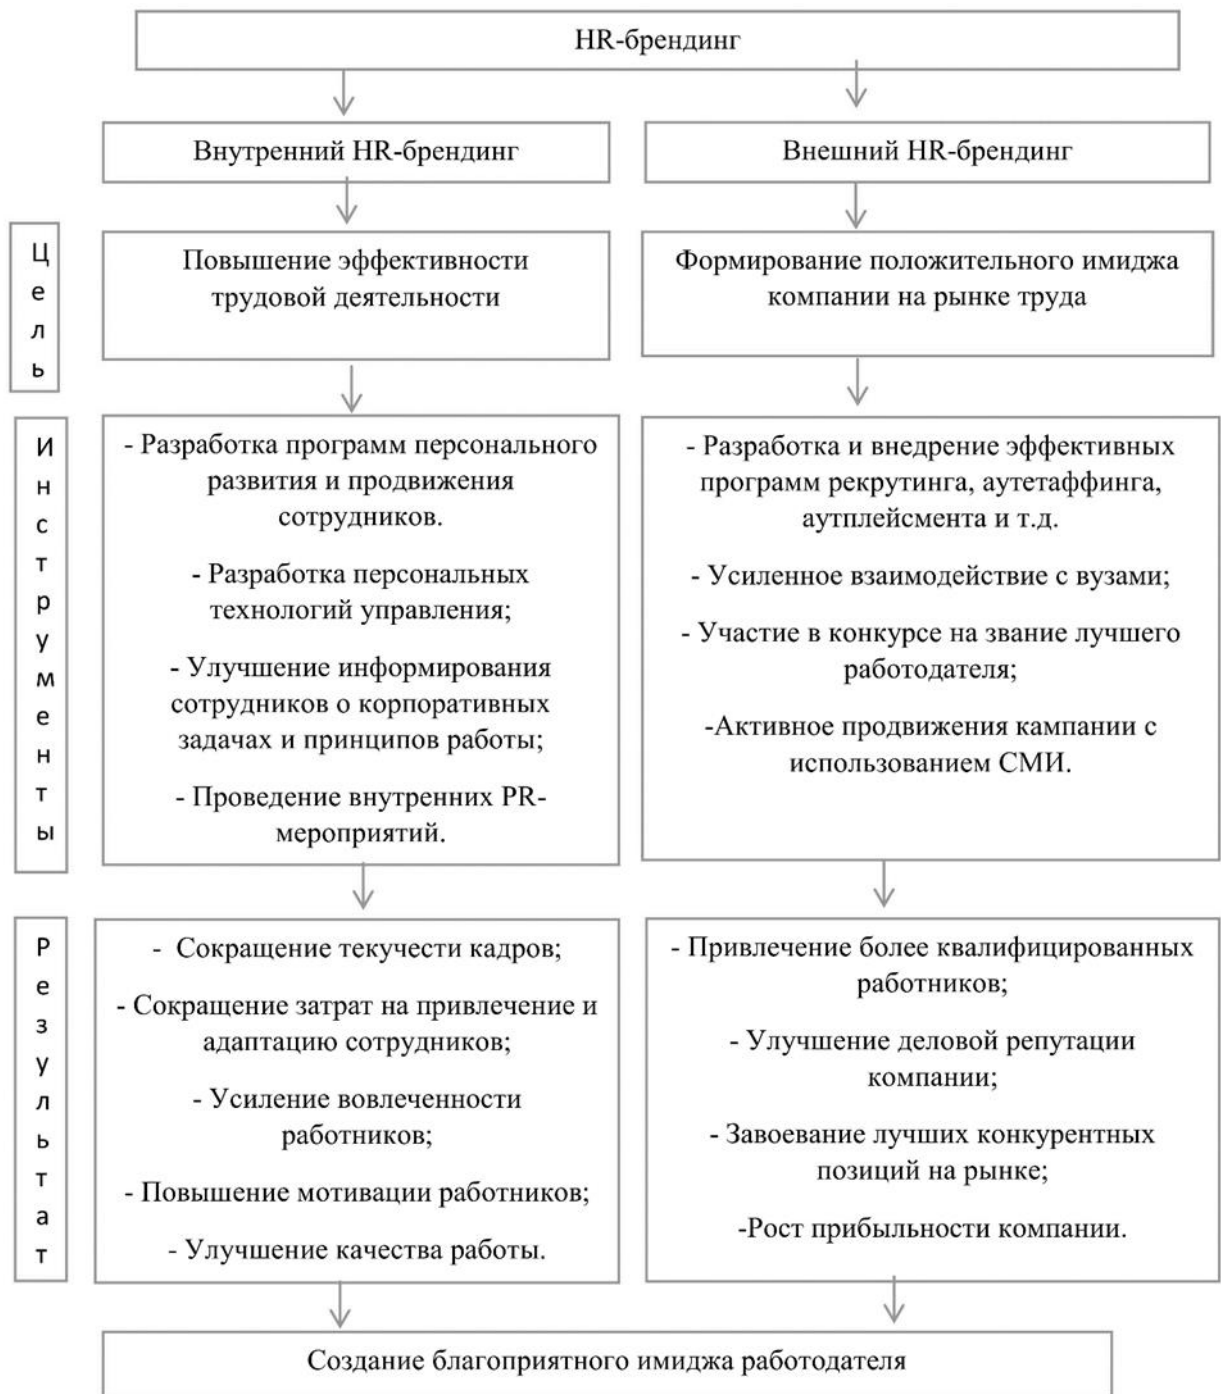 HR-брендинг
Внутренний HR-брендинг
Внешний HR-брендинг
Цель
Повышение эффективности
трудовой деятельности
Формирование положительного имиджа
компании на рынке труда
Инструменты
- Разработка программ персонального
развития и продвижения
сотрудников.
- Разработка персональных
технологий управления;
- Улучшение информирования
сотрудников о корпоративных
задачах и принципов работы;
- Проведение внутренних PR-
мероприятий.
- Разработка и внедрение эффективных
программ рекрутинга, аутетаффинга,
аутплейсмента и т.д.
- Усиленное взаимодействие с вузами;
- Участие в конкурсе на звание лучшего
работодателя;
-Активное продвижения кампании с
использованием СМИ.
Результат
- Сокращение текучести кадров;
- Сокращение затрат на привлечение и
адаптацию сотрудников;
- Усиление вовлеченности
работников;
- Повышение мотивации работников;
- Улучшение качества работы.
- Привлечение более квалифицированных
работников;
- Улучшение деловой репутации
компании;
- Завоевание лучших конкурентных
позиций на рынке;
-Рост прибыльности компании.
Создание благоприятного имиджа работодателя